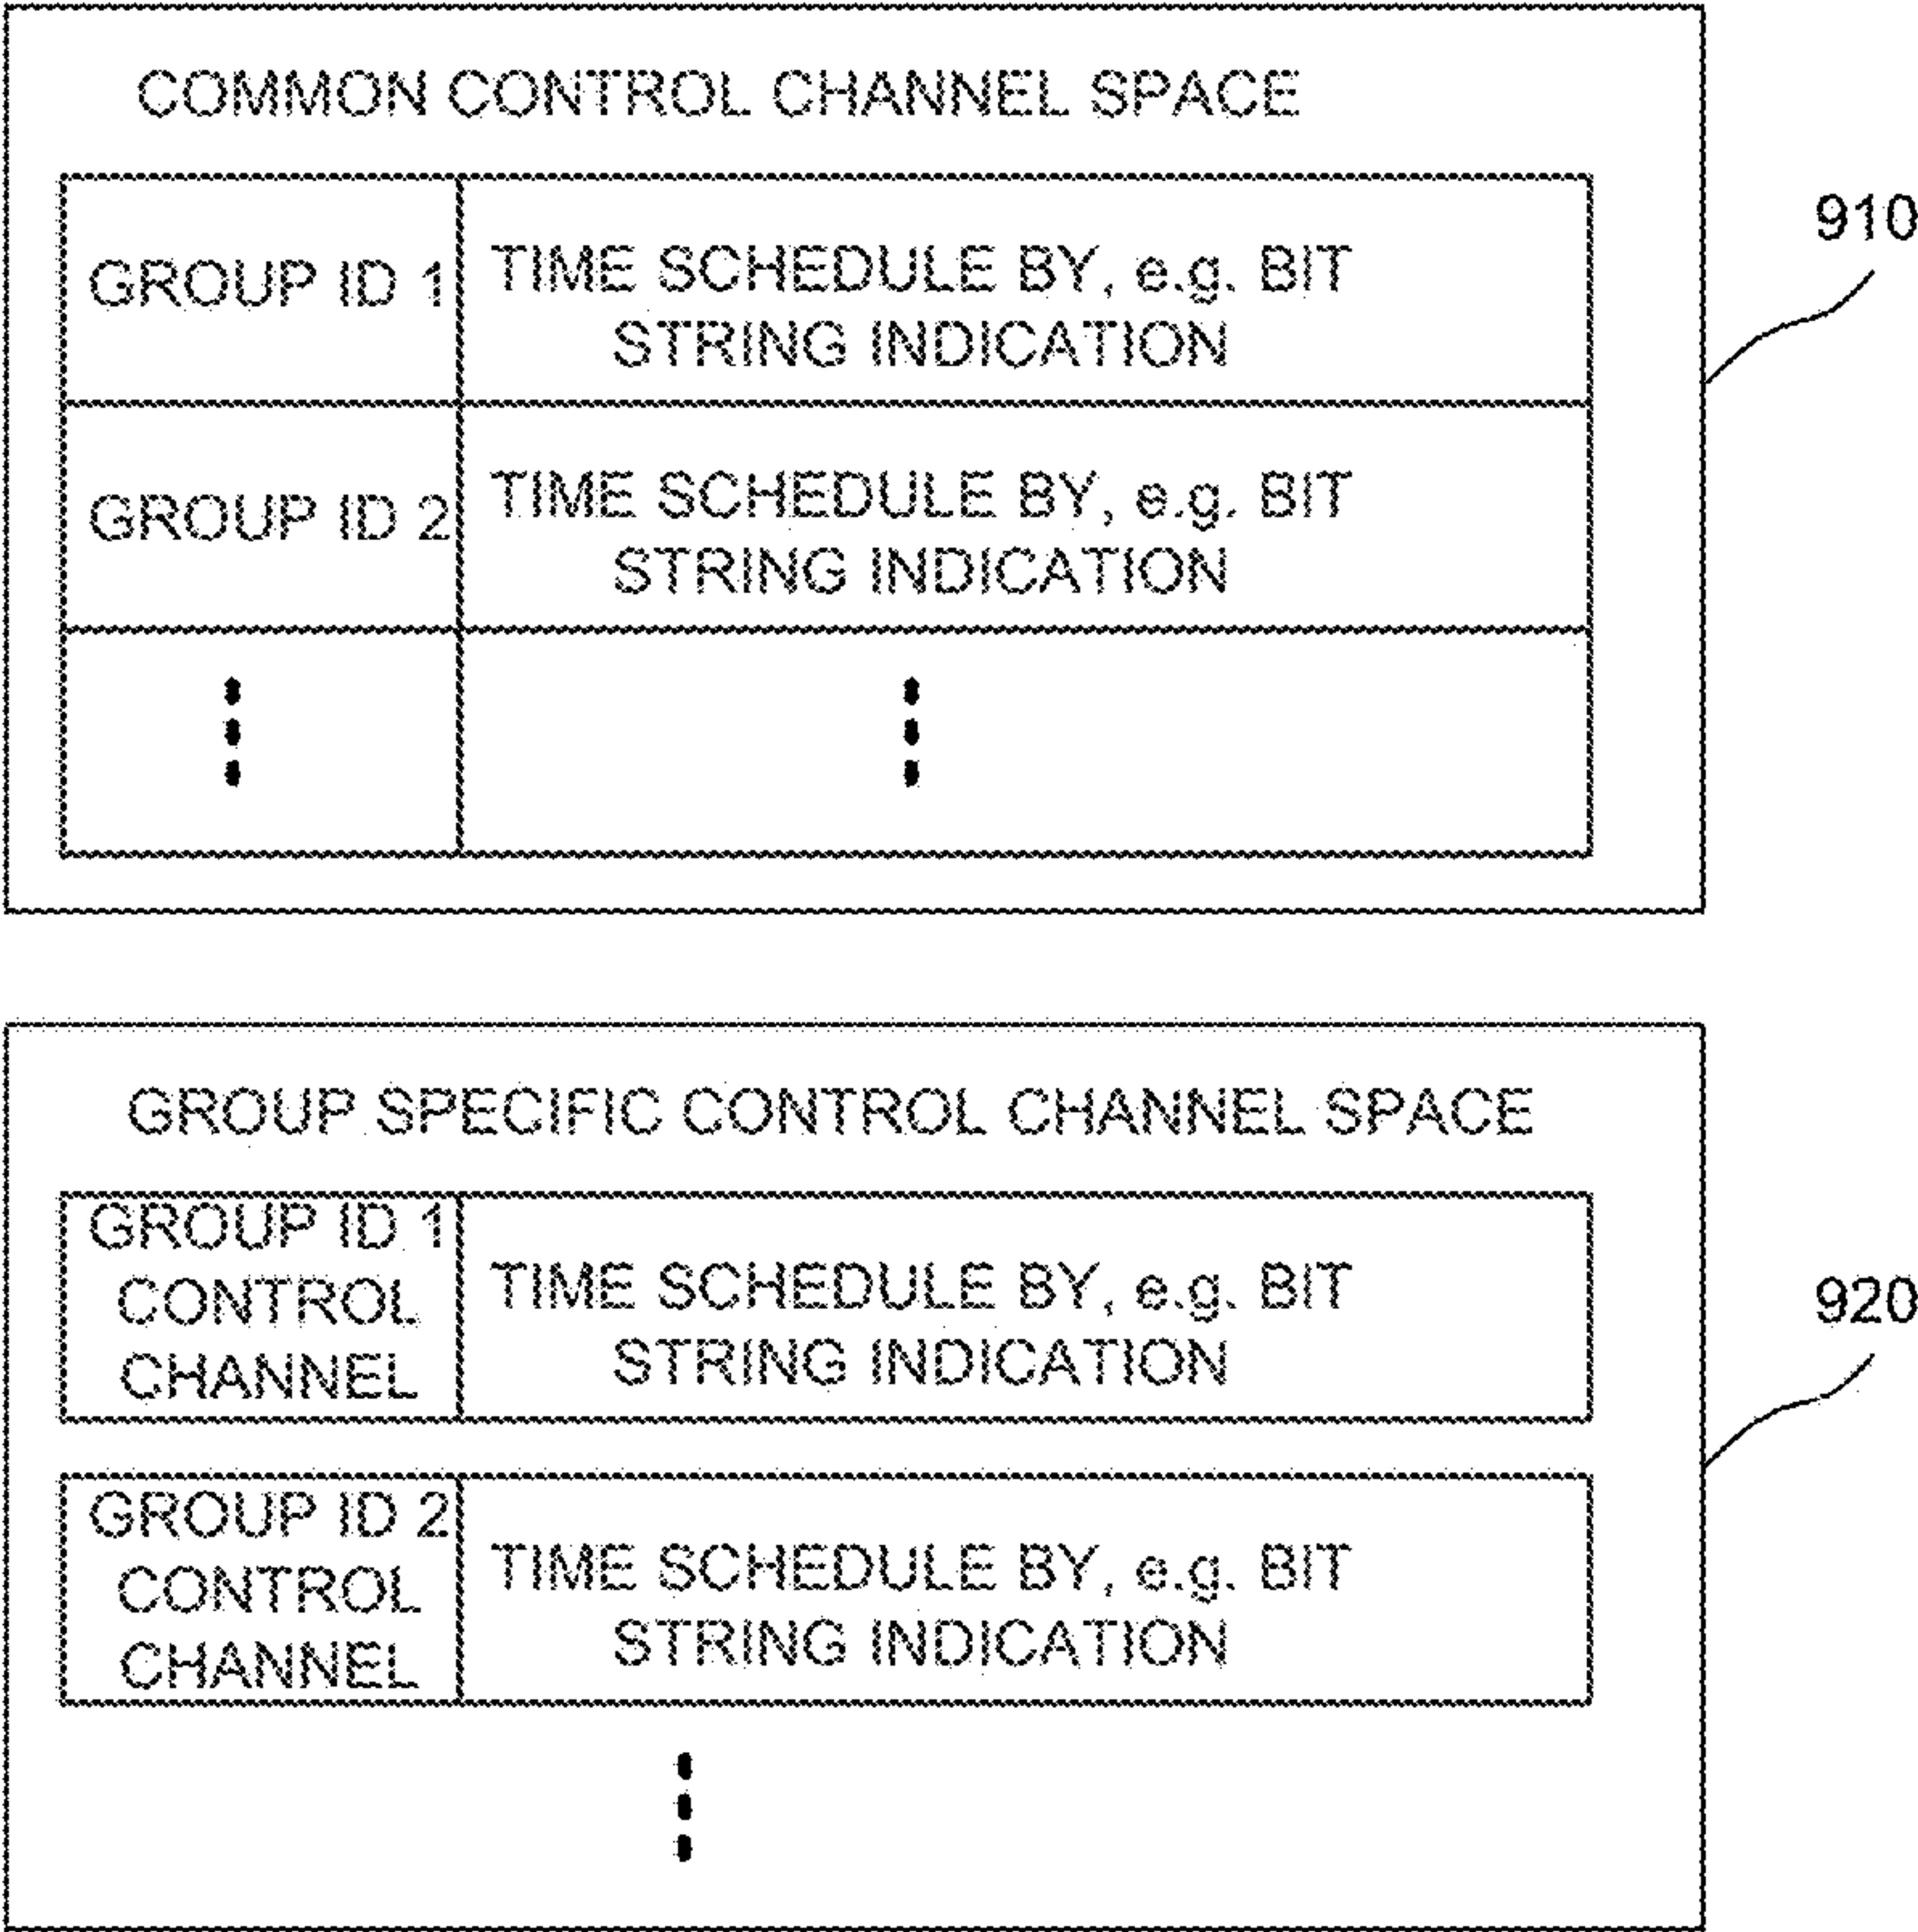 COMMON CONTROL CHANNEL SPACE
910
GROUP ID 1
TIME SCHEDULE BY, e.g. BIT
STRING INDICATION
GROUP ID 2
TIME SCHEDULE BY, e.g. BIT
STRING INDICATION
GROUP SPECIFIC CONTROL CHANNEL SPACE
GROUP ID 1
CONTROL
CHANNEL
TIME SCHEDULE BY, e.g. BIT
STRING INDICATION
920
GROUP ID 2
CONTROL
CHANNEL
TIME SCHEDULE BY, e.g. BIT
STRING INDICATION